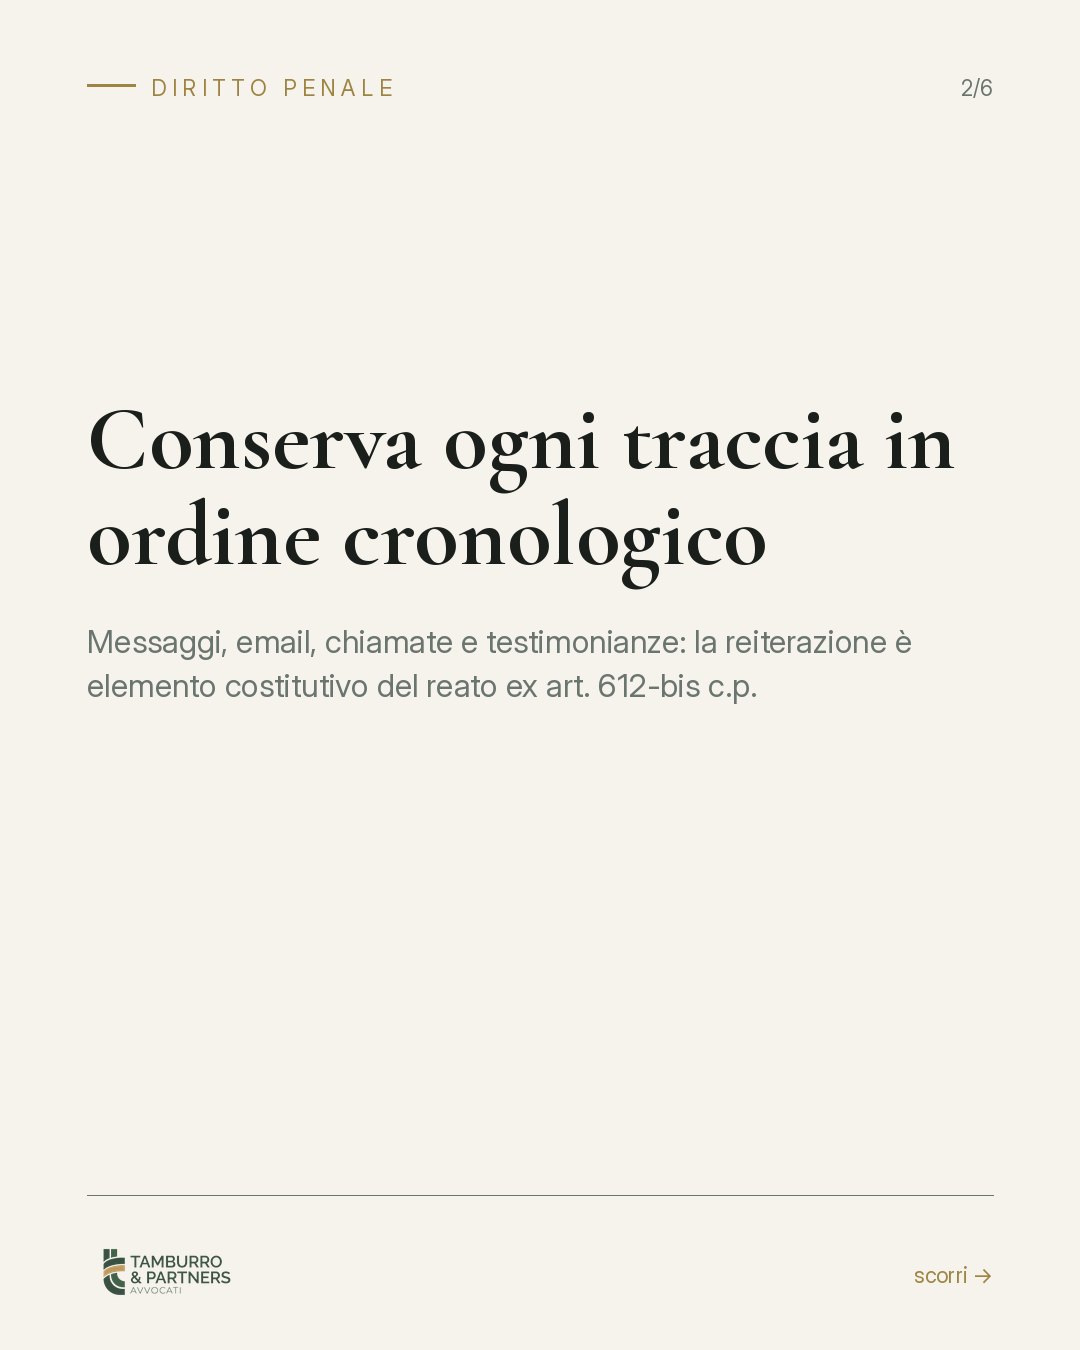 DIRITTO PENALE
2/6
Conserva ogni traccia in
ordine cronologico
Messaggi, email, chiamate e testimonianze: la reiterazione è
elemento costitutivo del reato ex art. 612-bis c.p.
TAMBURRO
& PARTNERS
AVVOCATI
scorri →